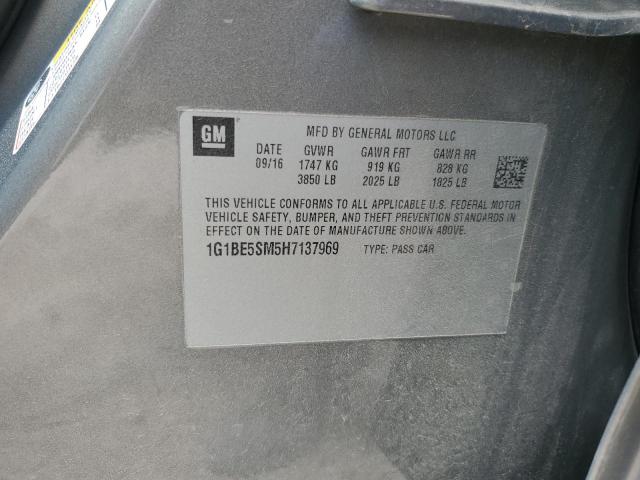 GM
MFD BY GENERAL MOTORS LLC
DATE GVWR GAWR FRT GAWR RR
09/16 1747 KG 919 KG 828 KG
3850 LB 2025 LB 1825 LB
THIS VEHICLE CONFORMS TO ALL APPLICABLE U.S. FEDERAL MOTOR
VEHICLE SAFETY, BUMPER, AND THEFT PREVENTION STANDARDS IN
EFFECT ON THE DATE OF MANUFACTURE SHOWN ABOVE.
1G1BE5SM5H7137969 TYPE: PASS CAR